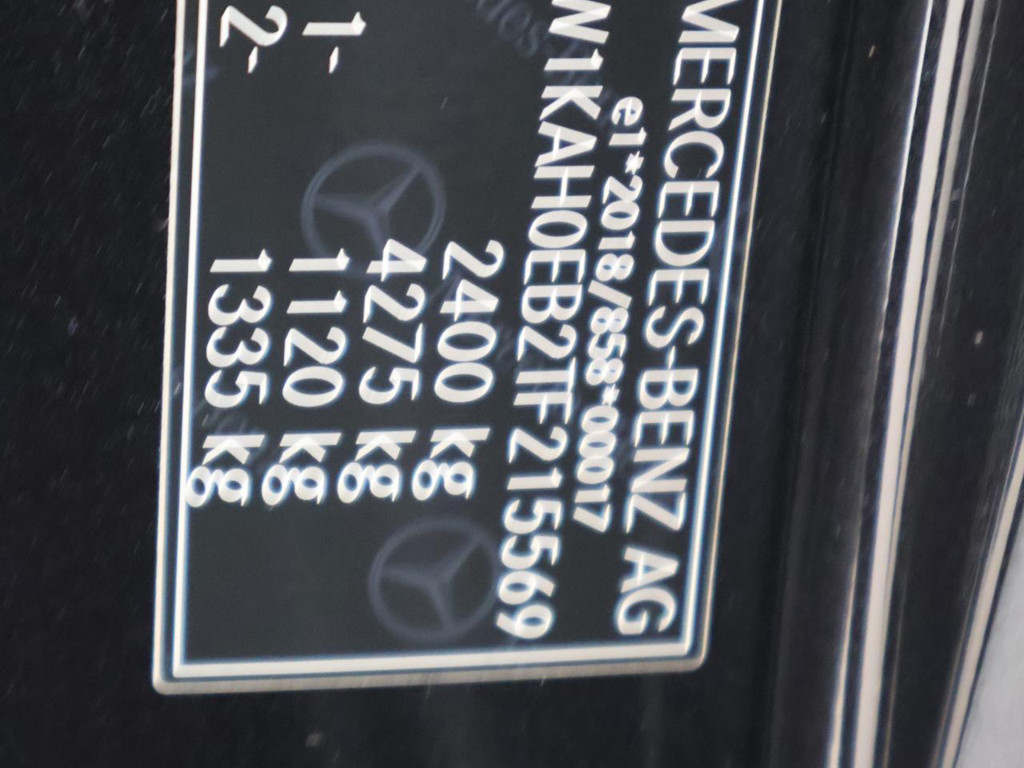 MERCEDES-BENZ AG
e1*2018/858*00017
W1KAH0EB2TF215569
2400 kg
4275 kg
1- 1120 kg
2- 1335 kg